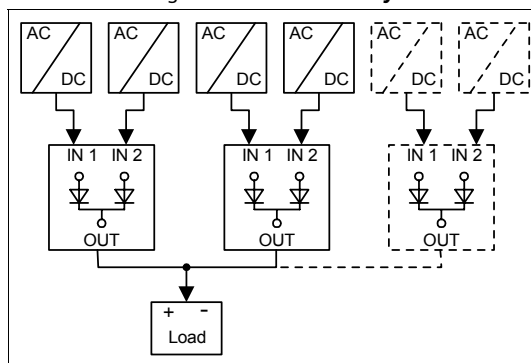 AC DC AC DC AC DC AC DC AC DC AC DC
IN 1 IN 2 IN 1 IN 2 IN 1 IN 2
OUT OUT OUT
+ -
Load